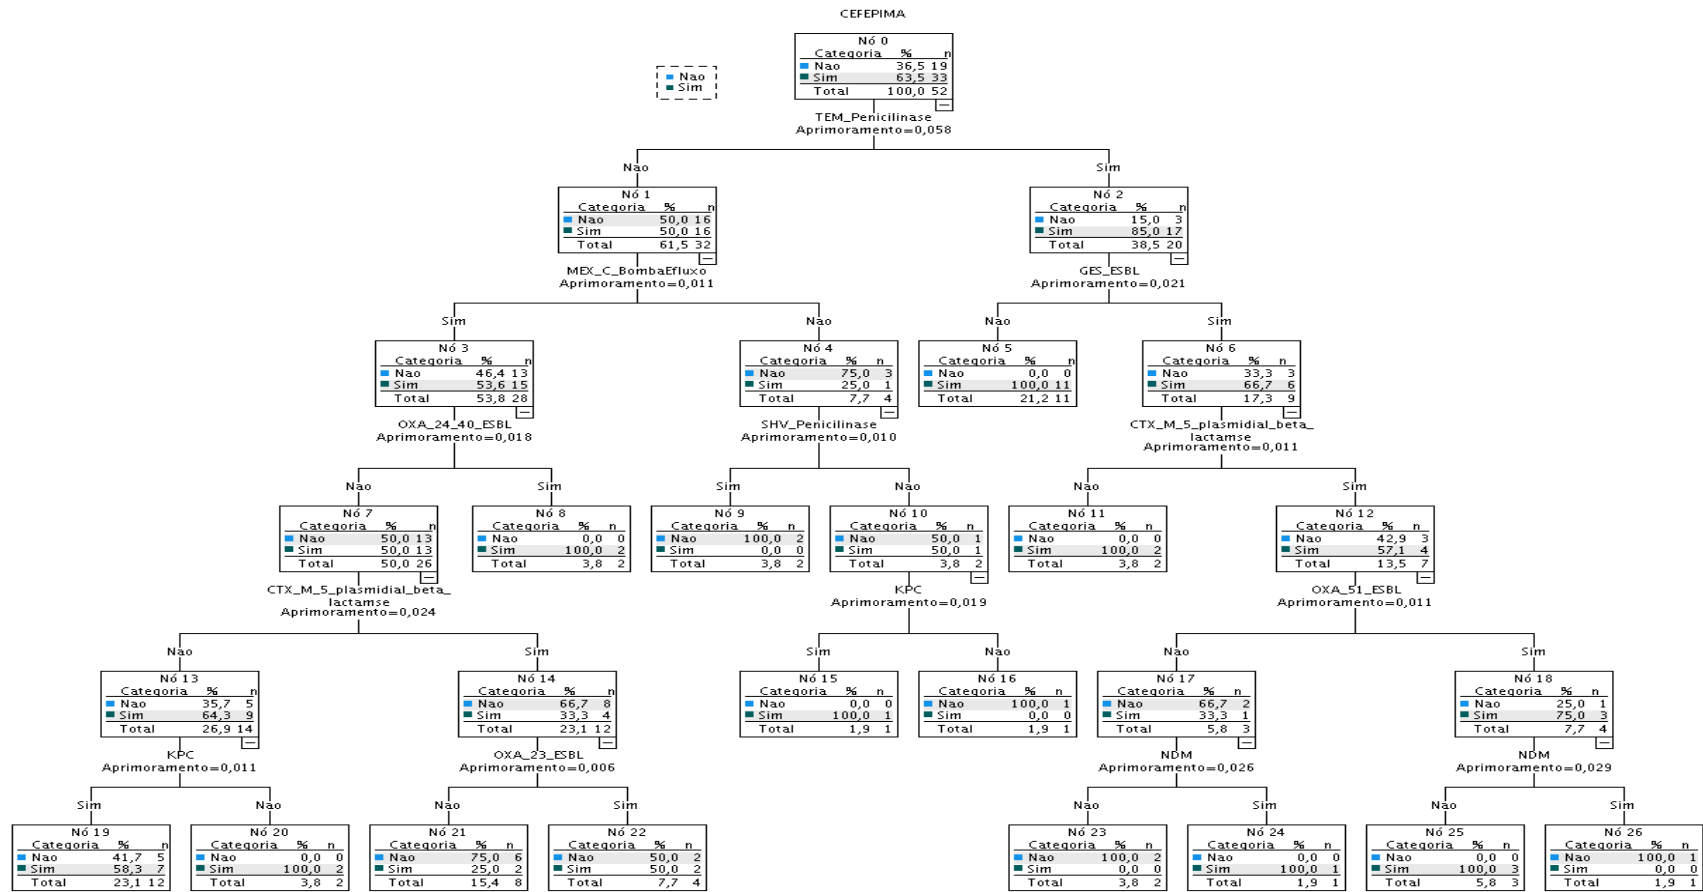 CEFEPIMA
Nao
Sim
Nó 0
Categoria % n
Nao 36,5 19
Sim 63,5 33
Total 100,0 52
TEM_Penicilinase
Aprimoramento=0,058
Nao
Sim
Nó 1
Categoria % n
Nao 50,0 16
Sim 50,0 16
Total 61,5 32
MEX_C_BombaEfluxo
Aprimoramento=0,011
Nó 2
Categoria % n
Nao 15,0 3
Sim 85,0 17
Total 38,5 20
GES_ESBL
Aprimoramento=0,021
Sim
Nao
Nao
Sim
Nó 3
Categoria % n
Nao 46,4 13
Sim 53,6 15
Total 53,8 28
OXA_24_40_ESBL
Aprimoramento=0,018
Nó 4
Categoria % n
Nao 75,0 3
Sim 25,0 1
Total 7,7 4
SHV_Penicilinase
Aprimoramento=0,010
Nó 5
Categoria % n
Nao 0,0 0
Sim 100,0 11
Total 21,2 11
Nó 6
Categoria % n
Nao 33,3 3
Sim 66,7 6
Total 17,3 9
CTX_M_5_plasmidial_beta_
lactamse
Aprimoramento=0,011
Nao
Sim
Sim
Nao
Nao
Sim
Nó 7
Categoria % n
Nao 50,0 13
Sim 50,0 13
Total 50,0 26
CTX_M_5_plasmidial_beta_
lactamse
Aprimoramento=0,024
Nó 8
Categoria % n
Nao 0,0 0
Sim 100,0 2
Total 3,8 2
Nó 9
Categoria % n
Nao 100,0 2
Sim 0,0 0
Total 3,8 2
Nó 10
Categoria % n
Nao 50,0 1
Sim 50,0 1
Total 3,8 2
KPC
Aprimoramento=0,019
Nó 11
Categoria % n
Nao 0,0 0
Sim 100,0 2
Total 3,8 2
Nó 12
Categoria % n
Nao 42,9 3
Sim 57,1 4
Total 13,5 7
OXA_51_ESBL
Aprimoramento=0,011
Nao
Sim
Sim
Nao
Nao
Sim
Nó 13
Categoria % n
Nao 35,7 5
Sim 64,3 9
Total 26,9 14
KPC
Aprimoramento=0,011
Nó 14
Categoria % n
Nao 66,7 8
Sim 33,3 4
Total 23,1 12
OXA_23_ESBL
Aprimoramento=0,006
Nó 15
Categoria % n
Nao 0,0 0
Sim 100,0 1
Total 1,9 1
Nó 16
Categoria % n
Nao 100,0 1
Sim 0,0 0
Total 1,9 1
Nó 17
Categoria % n
Nao 66,7 2
Sim 33,3 1
Total 5,8 3
NDM
Aprimoramento=0,026
Nó 18
Categoria % n
Nao 25,0 1
Sim 75,0 3
Total 7,7 4
NDM
Aprimoramento=0,029
Sim
Nao
Nao
Sim
Nao
Sim
Nao
Sim
Nó 19
Categoria % n
Nao 41,7 5
Sim 58,3 7
Total 23,1 12
Nó 20
Categoria % n
Nao 0,0 0
Sim 100,0 2
Total 3,8 2
Nó 21
Categoria % n
Nao 75,0 6
Sim 25,0 2
Total 15,4 8
Nó 22
Categoria % n
Nao 50,0 2
Sim 50,0 2
Total 7,7 4
Nó 23
Categoria % n
Nao 100,0 2
Sim 0,0 0
Total 3,8 2
Nó 24
Categoria % n
Nao 0,0 0
Sim 100,0 1
Total 1,9 1
Nó 25
Categoria % n
Nao 0,0 0
Sim 100,0 3
Total 5,8 3
Nó 26
Categoria % n
Nao 100,0 1
Sim 0,0 0
Total 1,9 1